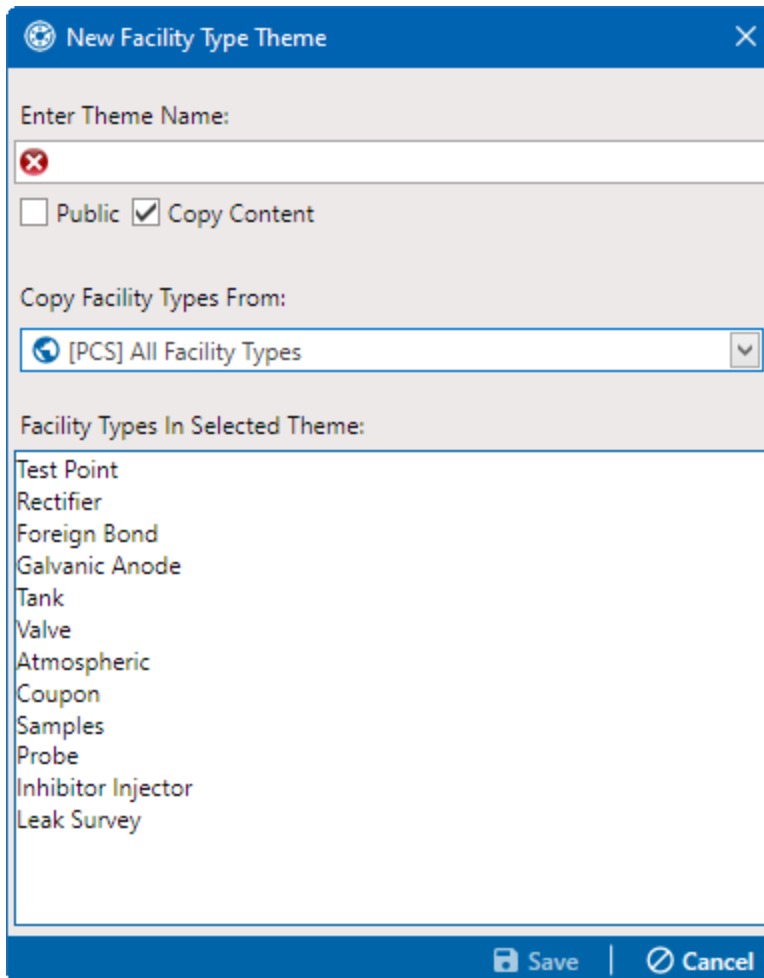 New Facility Type Theme
Enter Theme Name:
Public Copy Content
Copy Facility Types From:
[PCS] All Facility Types
Facility Types In Selected Theme:
Test Point
Rectifier
Foreign Bond
Galvanic Anode
Tank
Valve
Atmospheric
Coupon
Samples
Probe
Inhibitor Injector
Leak Survey
Save | Cancel